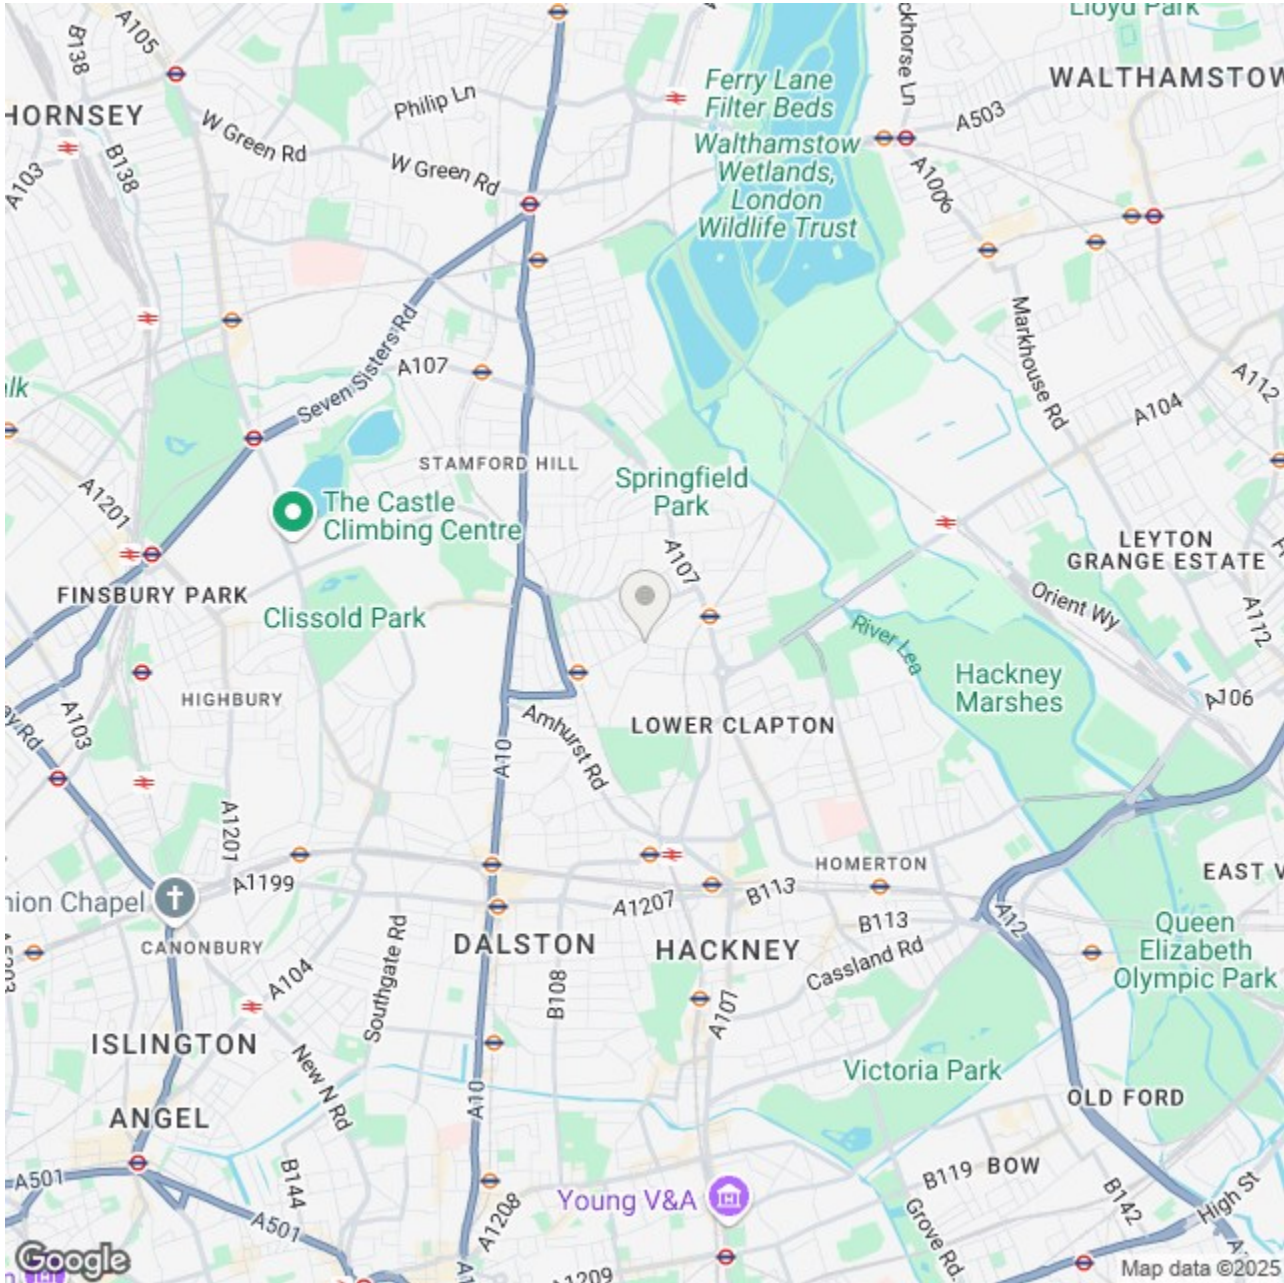 Lloyd Park
A105
B138
ckhorse Ln
Ferry Lane
Filter Beds
WALTHAMSTOW
Philip Ln
HORNSEY
W Green Rd
A503
Walthamstow
Wetlands,
London
Wildlife Trust
B138
A103
W Green Rd
A1006
Seven Sisters Rd
Markhouse Rd
A107
A112
alk
A104
STAMFORD HILL
Springfield
Park
A1201
The Castle
Climbing Centre
LEYTON
GRANGE ESTATE
A107
FINSBURY PARK
Clissold Park
Orient Wy
A112
River Lea
Hackney
Marshes
HIGHBURY
A106
A103
ay Rd
LOWER CLAPTON
Amhurst Rd
A10
A1201
HOMERTON
EAST V
A1199
nion Chapel
A1207
B113
B113
A12
CANONBURY
DALSTON
HACKNEY
Cassland Rd
Queen
Elizabeth
Olympic Park
Southgate Rd
A104
B108
A107
ISLINGTON
New N Rd
Victoria Park
OLD FORD
ANGEL
A10
A501
B144
B119
BOW
B142
High St
Young V&A
A1208
A501
Grove Rd
A1209
Google
Map data ©2025